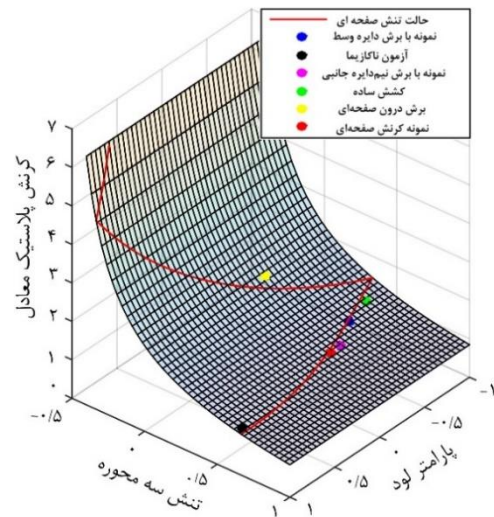 حالت تنش صفحه ای
نمونه با برش دایره وسط
آزمون ناکازیما
نمونه با برش نیم‌دایره جانبی
کشش ساده
برش درون صفحه‌ای
نمونه کرنش صفحه‌ای
کرنش پلاستیک معادل
۷
۶
۵
۴
۳
۲
۱
۰
-۰/۵
۰
۰/۵
۱
تنش سه محوره
-۱
-۰/۵
۰
۰/۵
۱
پارامتر لود